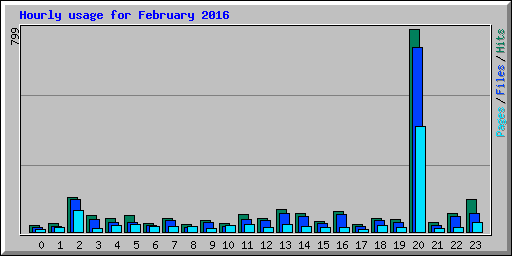 Hourly usage for February 2016
799
Pages / Files / Hits
0 1 2 3 4 5 6 7 8 9 10 11 12 13 14 15 16 17 18 19 20 21 22 23